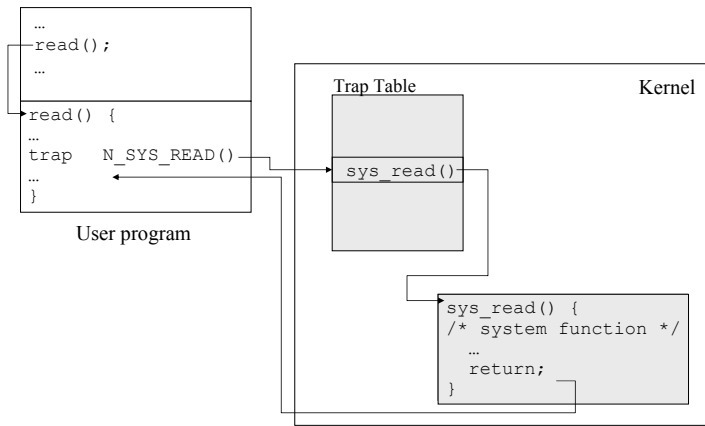 …
read();
…
read() {
…
trap N_SYS_READ()
…
}
User program
Kernel
Trap Table
sys_read()
sys_read() {
/* system function */
…
return;
}